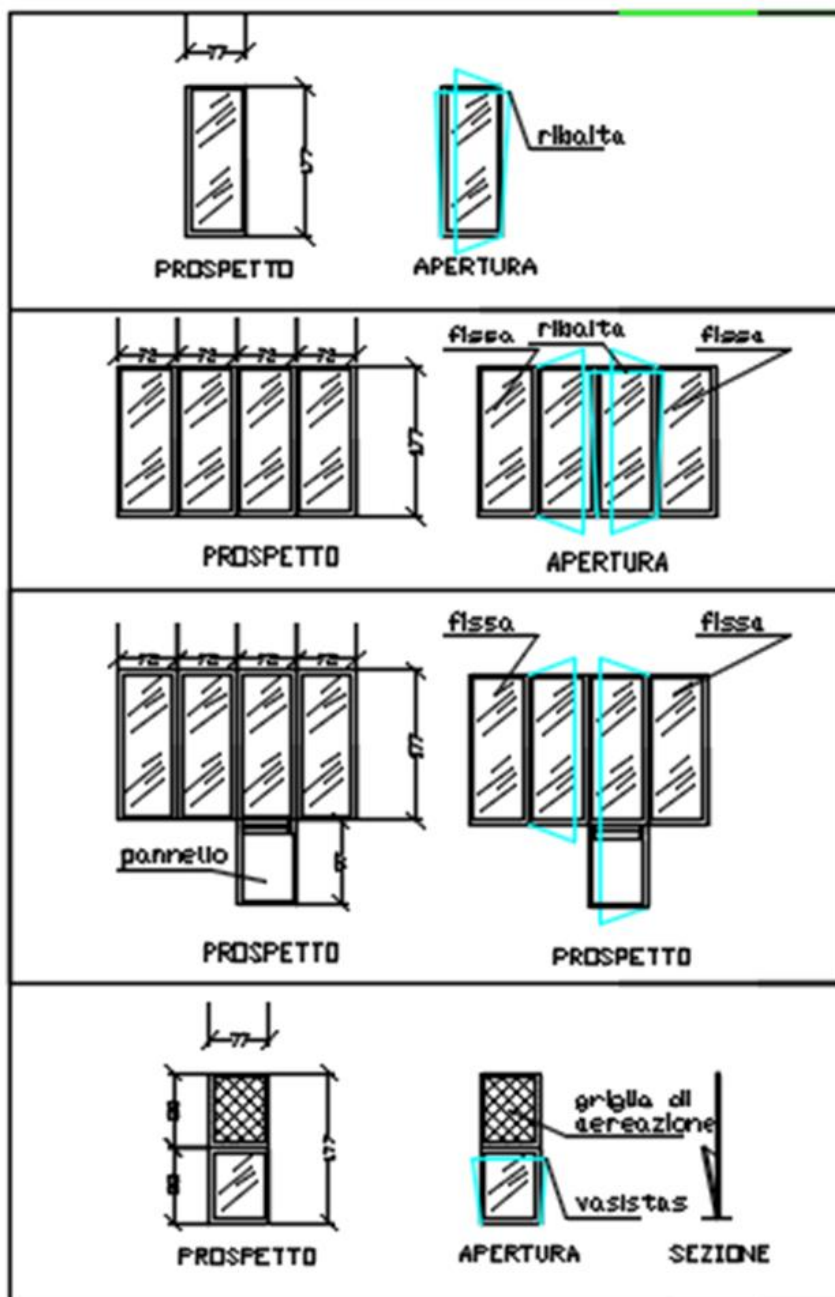 77
ribalta
PROSPETTO
APERTURA
72 72 72 72
fissa
ribalta
fissa
PROSPETTO
APERTURA
72 72 72 72
fissa
fissa
pannello
PROSPETTO
PROSPETTO
77
griglia di
aereazione
vasistas
PROSPETTO
APERTURA
SEZIONE